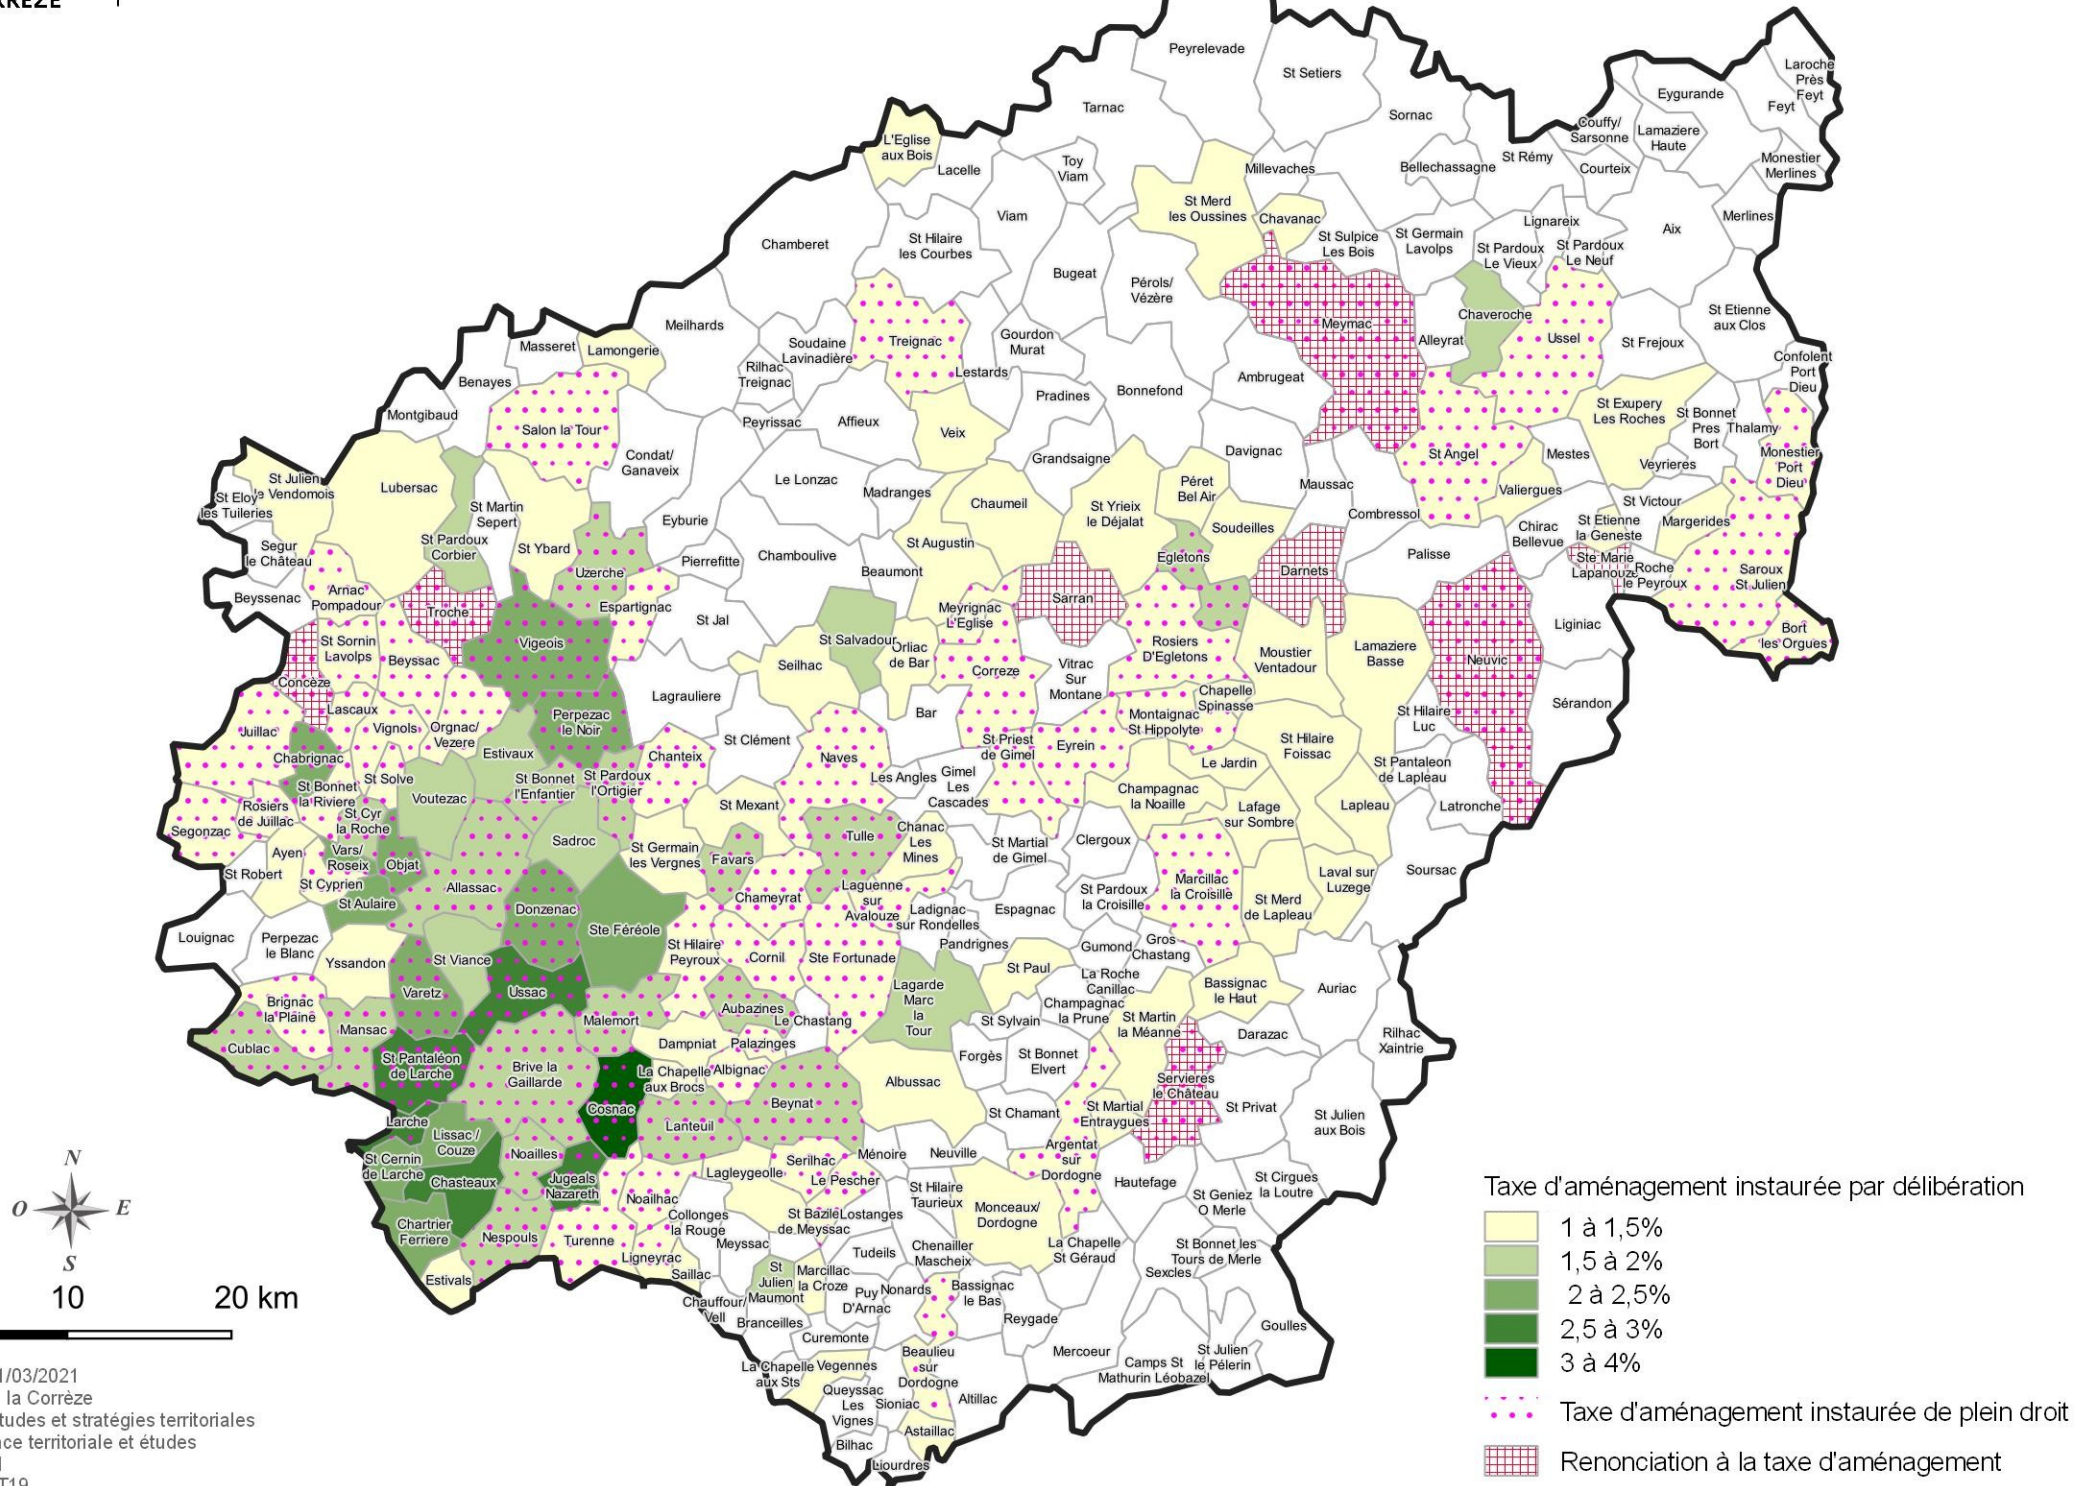 RREZE
Peyrelevade
St Setiers
Tarnac
Sornac
Laroche
Près
Feyt
Feyt
Eygurande
Couffy/
Sarsonne
Lamaziere
Haute
L'Eglise
aux Bois
Lacelle
Toy
Viam
Millevaches
Bellechassagne
St Rémy
Courteix
Monestier
Merlines
Viam
St Merd
les Oussines
Chavanac
St Sulpice
Les Bois
St Germain
Lavolps
Lignareix
St Pardoux
Le Vieux
St Pardoux
Le Neuf
Aix
Merlines
Chamberet
St Hilaire
les Courbes
Bugeat
Pérols/
Vézère
Meymac
Alleyrat
Chaveroche
Ussel
St Frejoux
St Etienne
aux Clos
Confolent
Port
Dieu
Masseret
Lamongerie
Meilhards
Soudaine
Lavinadière
Rilhac
Treignac
Treignac
Lestards
Gourdon
Murat
Pradines
Bonnefond
Ambrugeat
Benayes
Montgibaud
Salon la Tour
Peyrissac
Affieux
Veix
Grandsaigne
Davignac
St Angel
Mestes
St Exupery
Les Roches
St Bonnet
Pres
Bort
Thalamy
Veyrieres
Monestier
Port
Dieu
Condat/
Ganaveix
Le Lonzac
Madranges
Chaumeil
St Yrieix
le Déjalat
Péret
Bel Air
Soudeilles
Maussac
Combressol
Valiergues
Chirac
Bellevue
St Victour
St Etienne
la Geneste
Margerides
St Julien
le Vendomois
St Eloy
les Tuileries
Lubersac
St Martin
Sepert
St Pardoux
Corbier
St Ybard
Eyburie
Uzerche
Pierrefitte
Chamboulive
Beaumont
St Augustin
Egletons
Darnets
Palisse
Ste Marie
Lapanouze
Roche
le Peyroux
Saroux
St Julien
Bort
les Orgues
Segur
le Château
Beyssenac
Arnac
Pompadour
Troche
Espartignac
St Jal
St Salvadour
Orliac
de Bar
Meyrignac
L'Eglise
Sarran
Rosiers
D'Egletons
Moustier
Ventadour
Lamaziere
Basse
Neuvic
Liginiac
Sérandon
St Sornin
Lavolps
Beyssac
Vigeois
Concèze
Lascaux
Lagrauliere
Seilhac
Bar
Correze
Vitrac
Sur
Montane
Chapelle
Spinasse
Montaignac
St Hippolyte
St Hilaire
Luc
Juillac
Vignols
Orgnac/
Vezere
Perpezac
le Noir
Estivaux
St Clément
Chanteix
Naves
Les Angles
Gimel
Les
Cascades
St Priest
de Gimel
Eyrein
Le Jardin
St Hilaire
Foissac
St Pantaleon
de Lapleau
Chabrignac
St Bonnet
la Riviere
St Solve
Voutezac
St Bonnet
l'Enfantier
St Pardoux
l'Ortigier
St Mexant
Champagnac
la Noaille
Lafage
sur Sombre
Lapleau
Latronche
Rosiers
de Juillac
Segonzac
St Cyr
la Roche
Sadroc
St Germain
les Vergnes
Favars
Tulle
Chanac
Les
Mines
St Martial
de Gimel
Clergoux
Ayen
Vars/
Roseix
Objat
St Robert
St Cyprien
St Aulaire
Allassac
Donzenac
Chameyrat
Laguenne
sur
Avalouze
Ladignac
sur Rondelles
Espagnac
St Pardoux
la Croisille
Marcillac
la Croisille
St Merd
de Lapleau
Laval sur
Luzege
Soursac
Louignac
Perpezac
le Blanc
Yssandon
St Viance
Ste Féréole
St Hilaire
Peyroux
Cornil
Ste Fortunade
Pandrignes
St Paul
Gumond
Gros
Chastang
La Roche
Canillac
Bassignac
le Haut
Auriac
Varetz
Ussac
Brignac
la Plaine
Mansac
Cublac
Malemort
Aubazines
Le Chastang
Lagarde
Marc
la
Tour
St Sylvain
Champagnac
la Prune
St Martin
la Méanne
Darazac
Rilhac
Xaintrie
St Pantaléon
de Larche
Brive la
Gaillarde
Dampniat
Palazinges
La Chapelle
aux Brocs
Albignac
Albussac
Forgès
St Bonnet
Elvert
Servieres
le Château
St Privat
St Julien
aux Bois
Cosnac
Lanteuil
Beynat
St Chamant
St Martial
Entraygues
Larche
Lissac /
Couze
St Cernin
de Larche
Chasteaux
Noailles
Jugeals
Nazareth
Noailhac
Lagleygeolle
Serilhac
Le Pescher
Ménoire
Neuville
Argentat
sur
Dordogne
Hautefage
St Cirgues
la Loutre
St Geniez
O Merle
Chartrier
Ferriere
Nespouls
Turenne
Ligneyrac
Collonges
la Rouge
Meyssac
St Bazile
de Meyssac
Lostanges
St Hilaire
Taurieux
Monceaux/
Dordogne
La Chapelle
St Géraud
St Bonnet les
Tours de Merle
Sexcles
Estivals
Saillac
St
Julien
Maumont
Marcillac
la Croze
Tudeils
Chenailler
Mascheix
Puy
D'Arnac
Nonards
Bassignac
le Bas
Reygade
Goulles
Chauffour/
Vell
Branceilles
Curemonte
Beaulieu
sur
Dordogne
Mercoeur
Camps St
Mathurin Léobazel
St Julien
le Pélerin
La Chapelle
aux Sts
Vegennes
Queyssac
Les
Vignes
Sioniac
Altillac
Astaillac
Bilhac
Liourdres
N
O
E
S
10
20 km
1/03/2021
la Corrèze
tudes et stratégies territoriales
ce territoriale et études
T19
Taxe d'aménagement instaurée par délibération
1 à 1,5%
1,5 à 2%
2 à 2,5%
2,5 à 3%
3 à 4%
Taxe d'aménagement instaurée de plein droit
Renonciation à la taxe d'aménagement